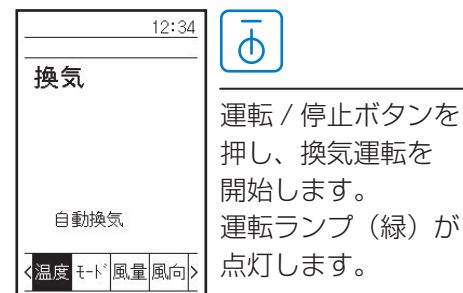 12:34
換気
自動換気
温度 ﾓｰﾄﾞ 風量 風向
運転 / 停止ボタンを
押し、換気運転を
開始します。
運転ランプ（緑）が
点灯します。